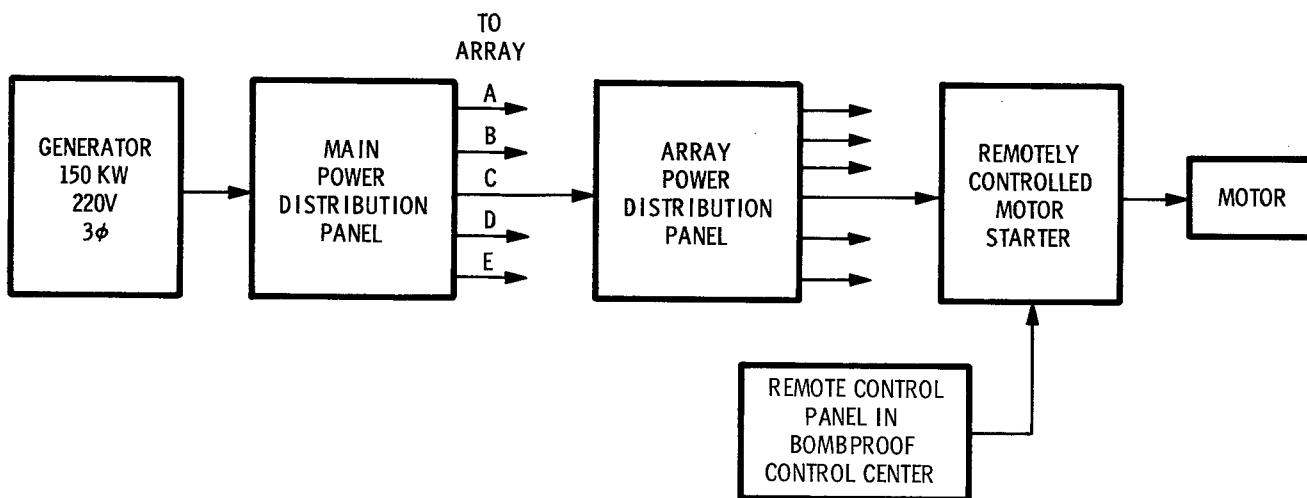 TO
ARRAY
GENERATOR
150 KW
220V
3ϕ
MAIN
POWER
DISTRIBUTION
PANEL
A
B
C
D
E
ARRAY
POWER
DISTRIBUTION
PANEL
REMOTELY
CONTROLLED
MOTOR
STARTER
MOTOR
REMOTE CONTROL
PANEL IN
BOMBPROOF
CONTROL CENTER